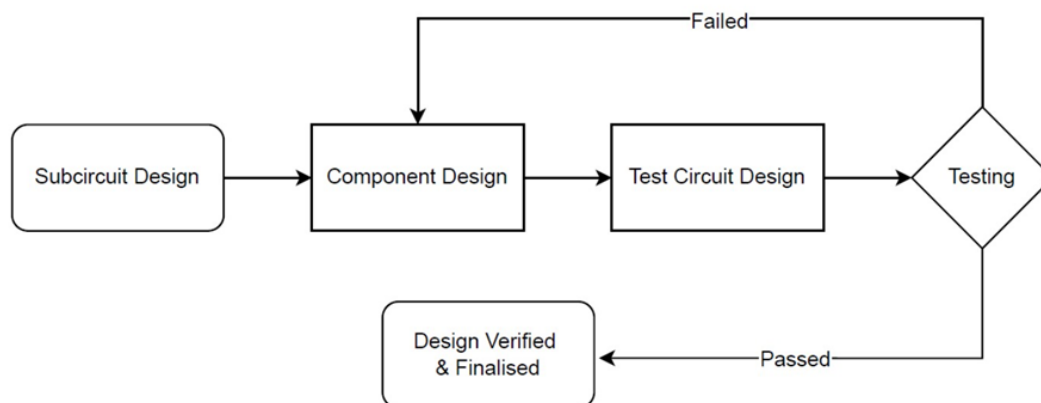 Failed
Subcircuit Design
Component Design
Test Circuit Design
Testing
Design Verified
& Finalised
Passed